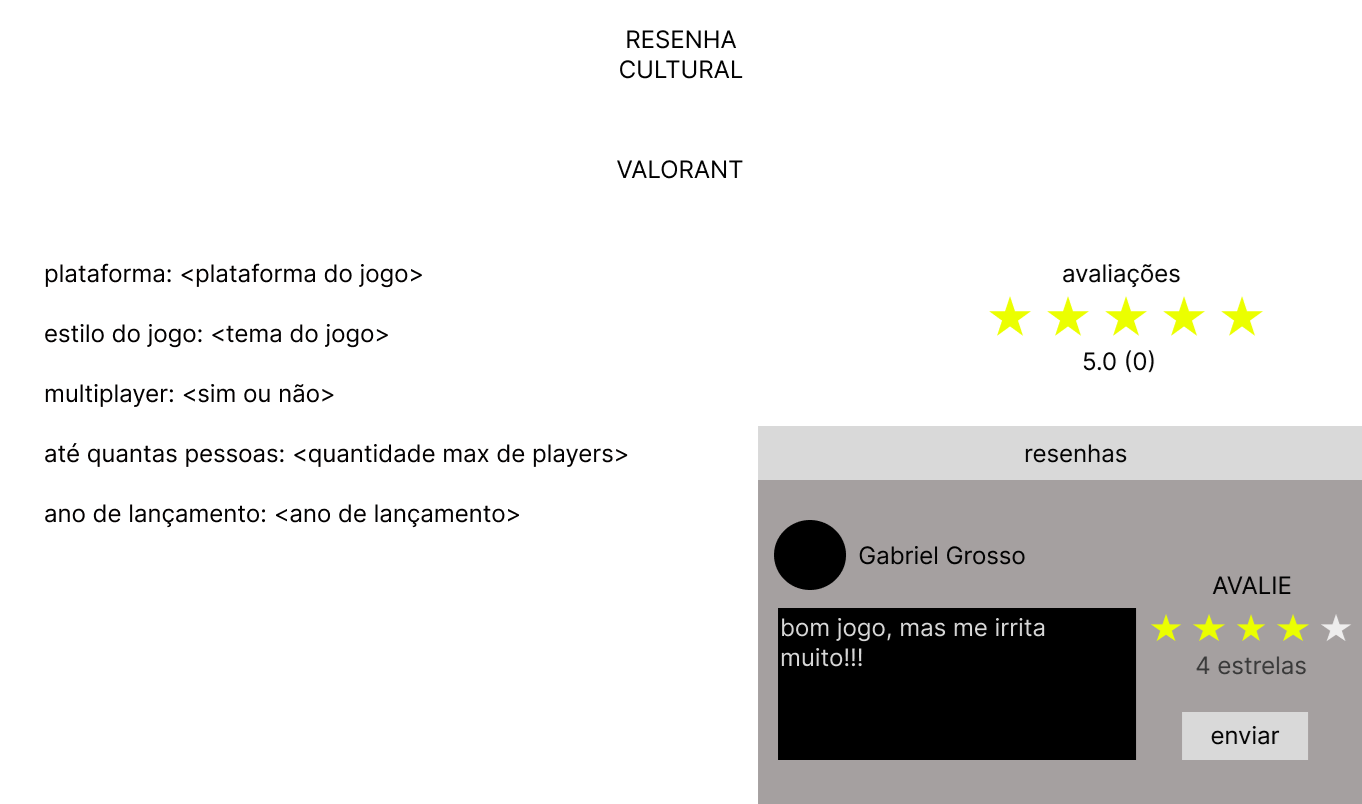 RESENHA
CULTURAL
VALORANT
plataforma: <plataforma do jogo>
estilo do jogo: <tema do jogo>
multiplayer: <sim ou não>
até quantas pessoas: <quantidade max de players>
ano de lançamento: <ano de lançamento>
avaliações
5.0 (0)
resenhas
Gabriel Grosso
bom jogo, mas me irrita
muito!!!
AVALIE
4 estrelas
enviar